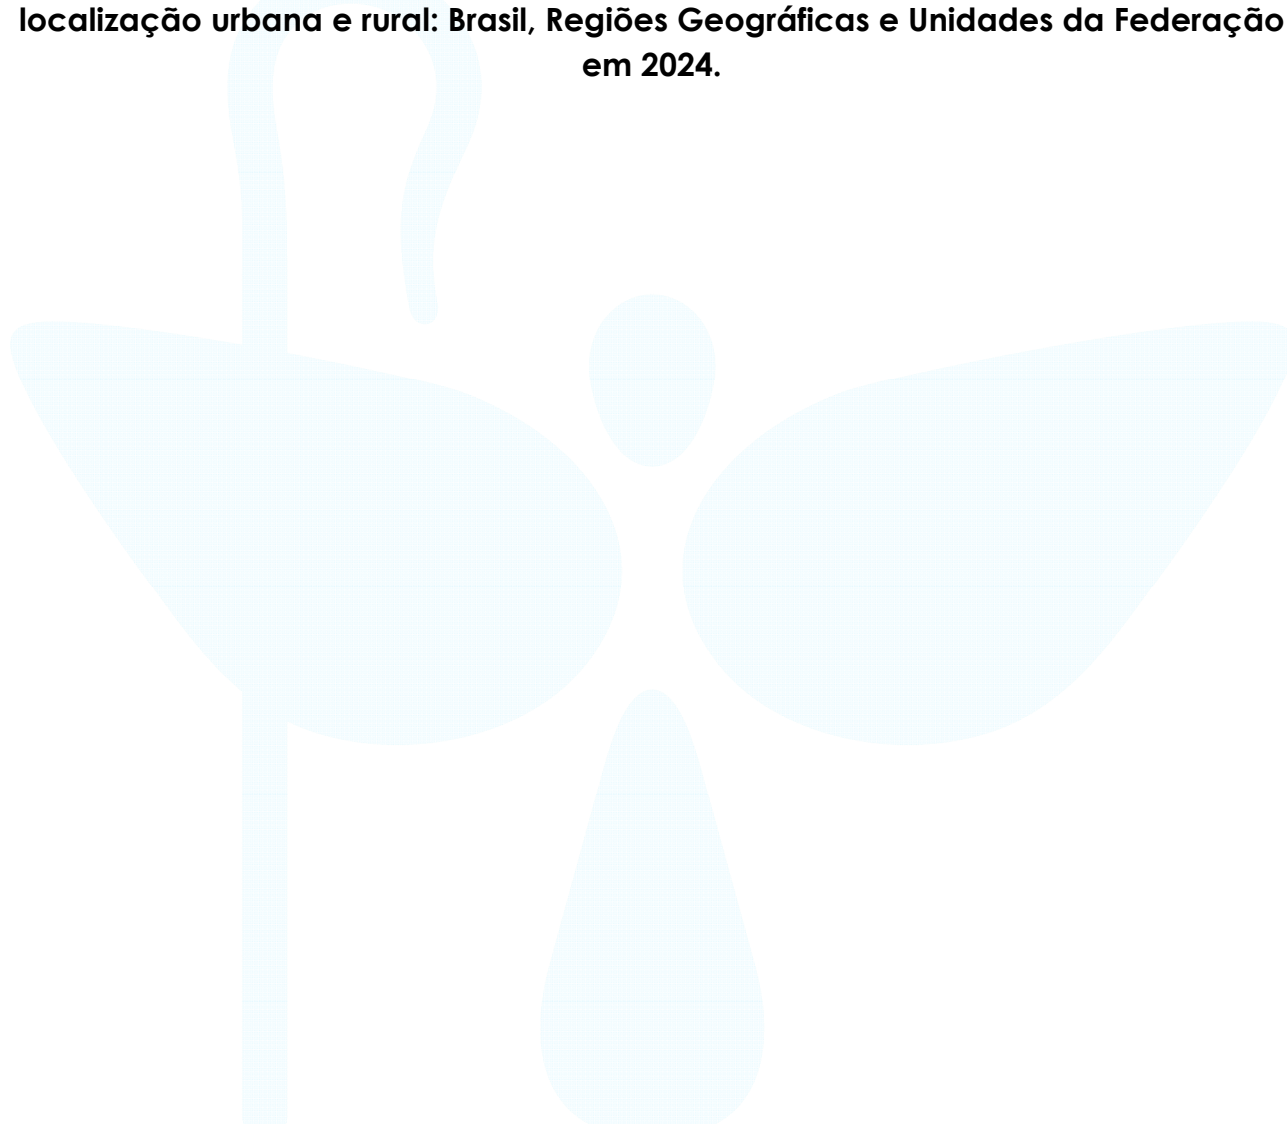 localização urbana e rural: Brasil, Regiões Geográficas e Unidades da Federação
em 2024.